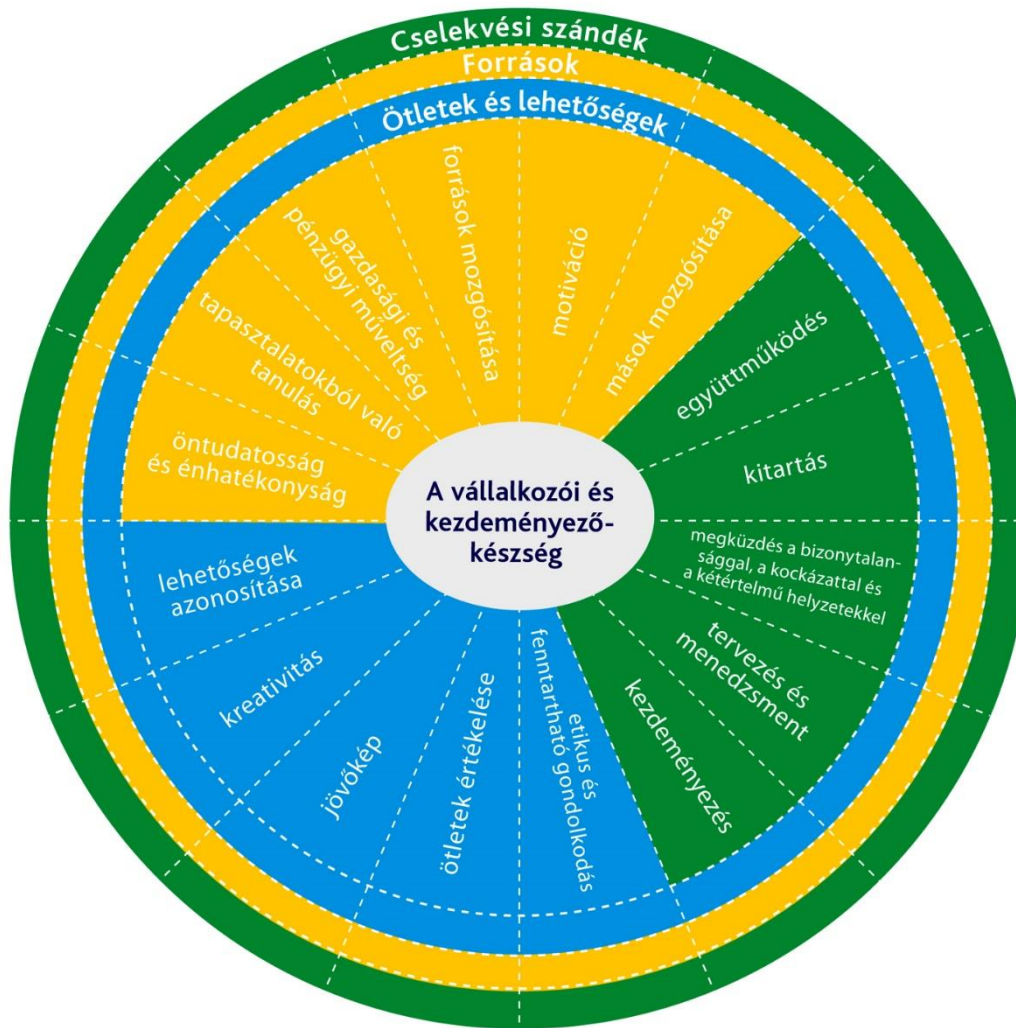 Cselekvési szándék
Források
Ötletek és lehetőségek
öntudatosság
és énhatékonyság
tapasztalatokból való
tanulás
gazdasági és
pénzügyi műveltség
források mozgósítása
motiváció
mások mozgósítása
együttműködés
kitartás
megküzdés a bizonytalan-
sággal, a kockázattal és
a kétértelmű helyzetekkel
tervezés és
menedzsment
kezdeményezés
etikus és
fenntartható gondolkodás
ötletek értékelése
jövőkép
kreativitás
lehetőségek
azonosítása
A vállalkozói és
kezdeményező-
készség